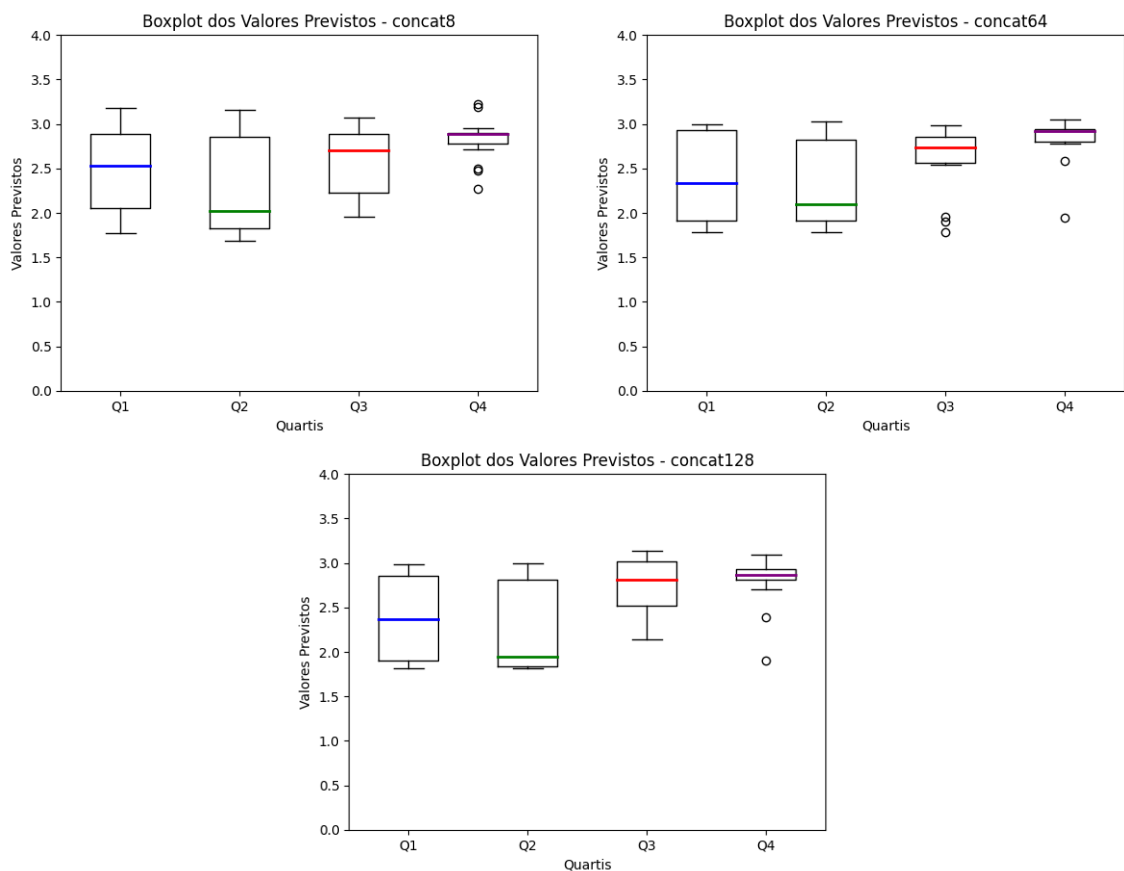 Boxplot dos Valores Previstos - concat8
4.0
3.5
3.0
2.5
2.0
1.5
1.0
0.5
0.0
Valores Previstos
Q1 Q2 Q3 Q4
Quartis
Boxplot dos Valores Previstos - concat64
4.0
3.5
3.0
2.5
2.0
1.5
1.0
0.5
0.0
Valores Previstos
Q1 Q2 Q3 Q4
Quartis
Boxplot dos Valores Previstos - concat128
4.0
3.5
3.0
2.5
2.0
1.5
1.0
0.5
0.0
Valores Previstos
Q1 Q2 Q3 Q4
Quartis